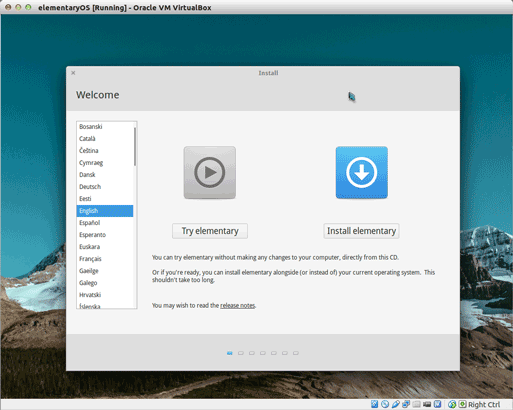 elementaryOS [Running] - Oracle VM VirtualBox
Install
Welcome
Bosanski
Català
Čeština
Cymraeg
Dansk
Deutsch
Eesti
English
Español
Esperanto
Euskara
Français
Gaeilge
Galego
Hrvatski
Íslenska
Try elementary
Install elementary
You can try elementary without making any changes to your computer, directly from this CD.
Or if you're ready, you can install elementary alongside (or instead of) your current operating system. This
shouldn't take too long.
You may wish to read the release notes.
Right Ctrl